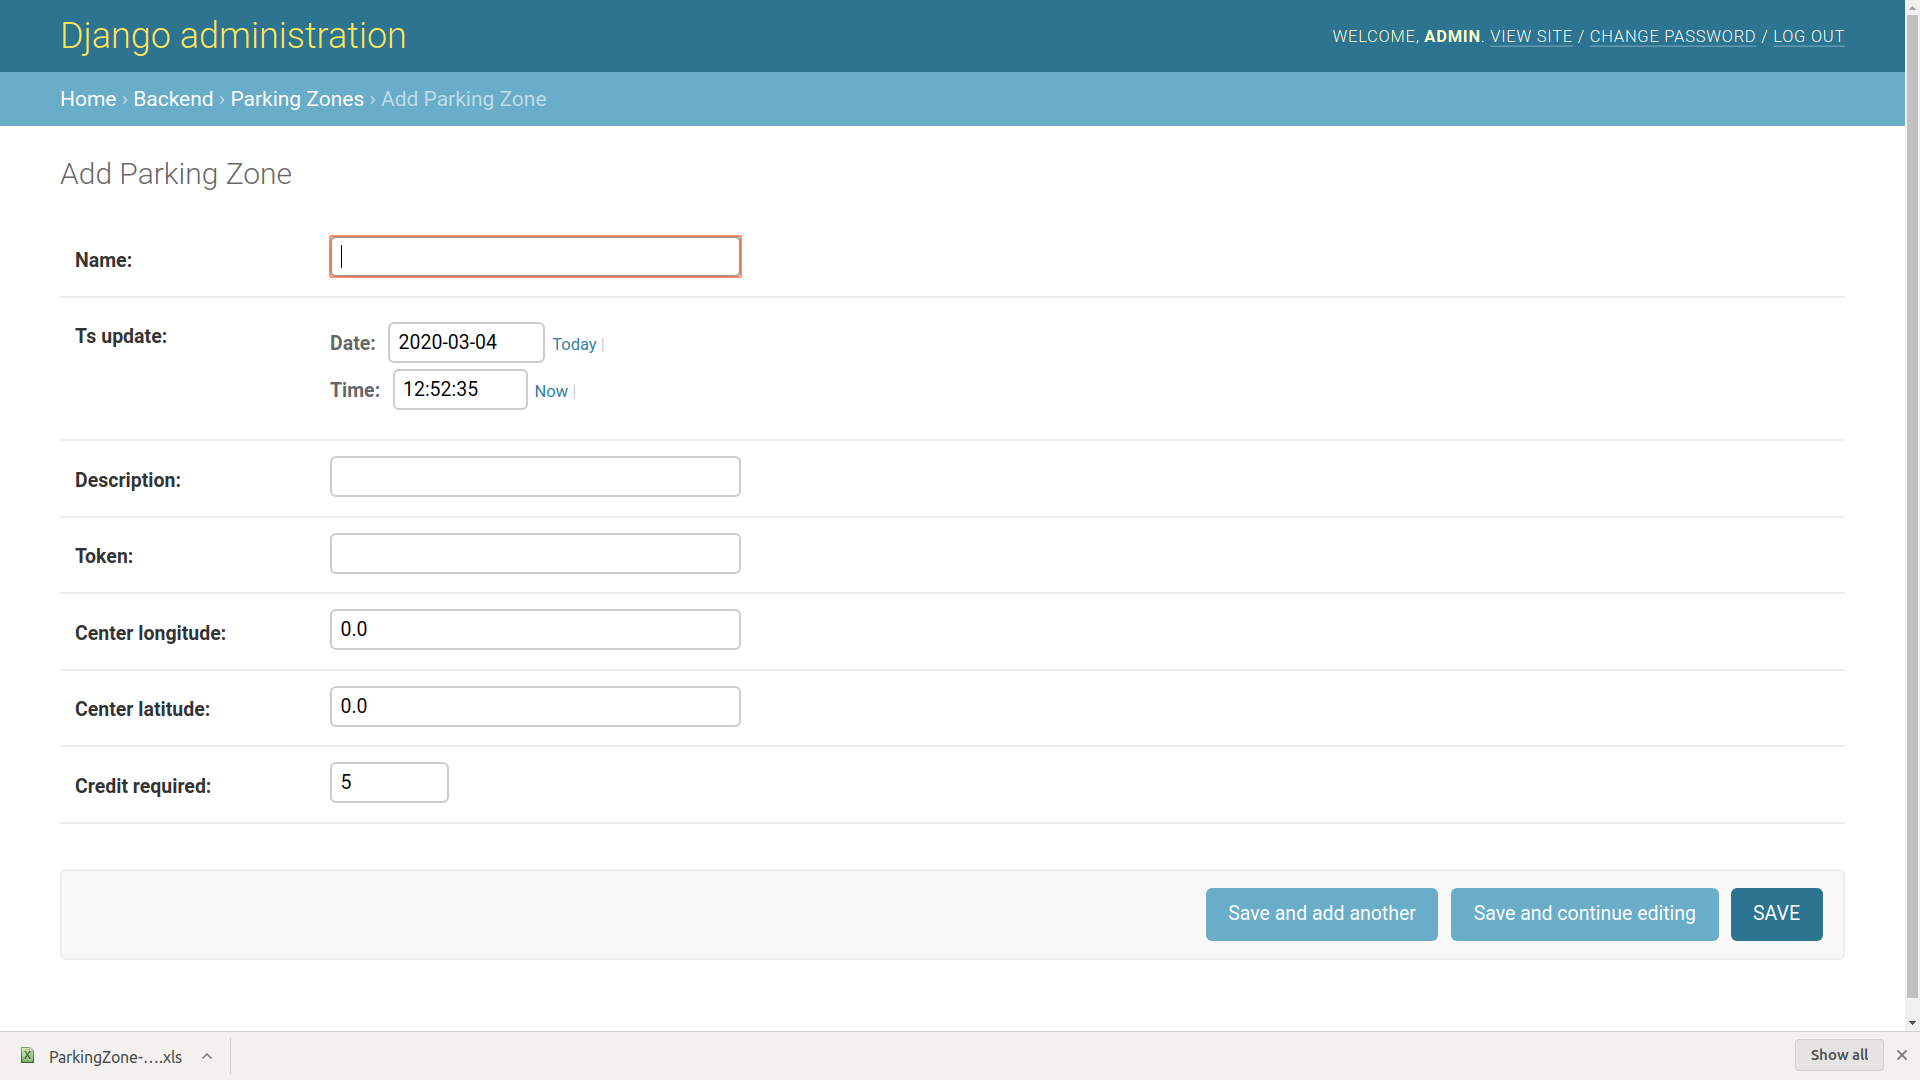 Django administration
WELCOME, ADMIN. VIEW SITE / CHANGE PASSWORD / LOG OUT
Home › Backend › Parking Zones › Add Parking Zone
Add Parking Zone
Name:
Ts update:
Date: 2020-03-04 Today |
Time: 12:52:35 Now |
Description:
Token:
Center longitude: 0.0
Center latitude: 0.0
Credit required: 5
Save and add another Save and continue editing SAVE
ParkingZone-....xls Show all